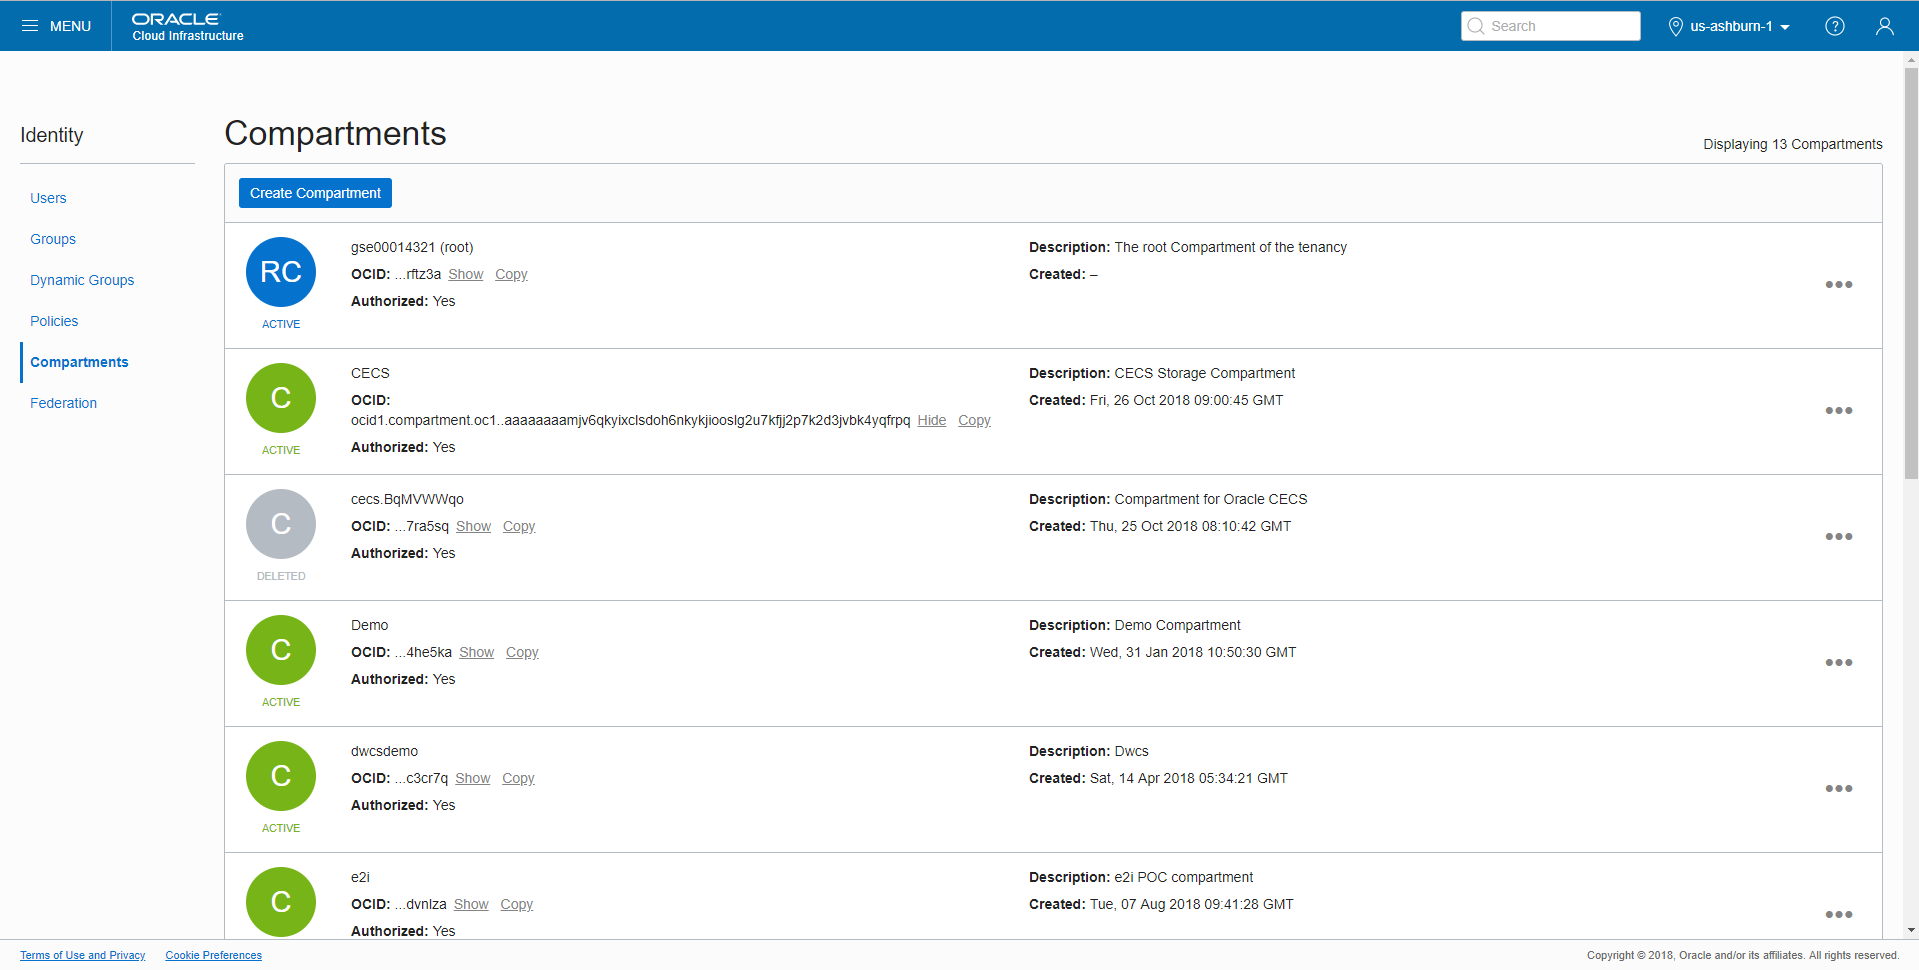 MENU
ORACLE
Cloud Infrastructure
Search
us-ashburn-1
?
Identity
Users
Groups
Dynamic Groups
Policies
Compartments
Federation
Compartments
Displaying 13 Compartments
Create Compartment
RC
ACTIVE
gse00014321 (root)
OCID: ...rftz3a Show Copy
Authorized: Yes
Description: The root Compartment of the tenancy
Created: –
C
ACTIVE
CECS
OCID:
ocid1.compartment.oc1..aaaaaaaamjv6qkyixclsdoh6nkykjiooslg2u7kfjj2p7k2d3jvbk4yqfrpq Hide Copy
Authorized: Yes
Description: CECS Storage Compartment
Created: Fri, 26 Oct 2018 09:00:45 GMT
C
DELETED
cecs.BqMVWWqo
OCID: ...7ra5sq Show Copy
Authorized: Yes
Description: Compartment for Oracle CECS
Created: Thu, 25 Oct 2018 08:10:42 GMT
C
ACTIVE
Demo
OCID: ...4he5ka Show Copy
Authorized: Yes
Description: Demo Compartment
Created: Wed, 31 Jan 2018 10:50:30 GMT
C
ACTIVE
dwcsdemo
OCID: ...c3cr7q Show Copy
Authorized: Yes
Description: Dwcs
Created: Sat, 14 Apr 2018 05:34:21 GMT
C
e2i
OCID: ...dvnlza Show Copy
Authorized: Yes
Description: e2i POC compartment
Created: Tue, 07 Aug 2018 09:41:28 GMT
Terms of Use and Privacy
Cookie Preferences
Copyright © 2018, Oracle and/or its affiliates. All rights reserved.